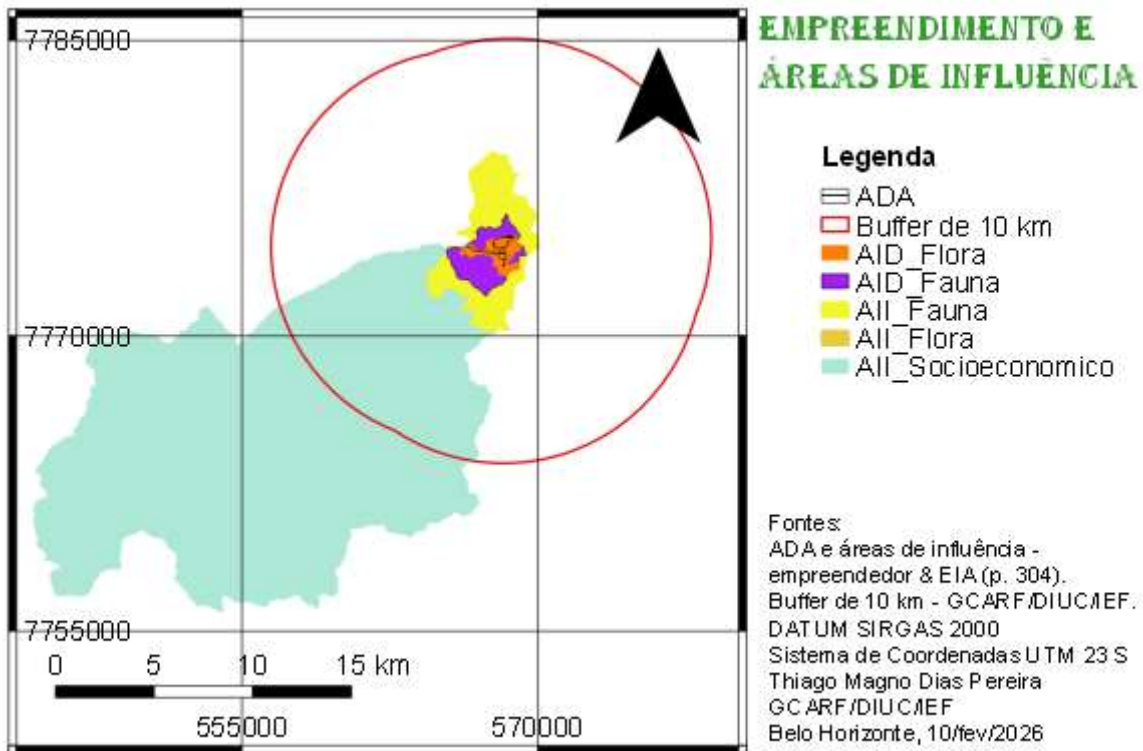 EMPREENDIMENTO E
ÁREAS DE INFLUÊNCIA
Legenda
ADA
Buffer de 10 km
AID_Flora
AID_Fauna
AII_Fauna
AII_Flora
AII_Socioeconomico
7785000
7770000
7755000
0 5 10 15 km
555000 570000
Fontes:
ADA e áreas de influência -
empreendedor & EIA (p. 304).
Buffer de 10 km - GCARF/DIUC/IEF.
DATUM SIRGAS 2000
Sistema de Coordenadas UTM 23 S
Thiago Magno Dias Pereira
GCARF/DIUC/IEF
Belo Horizonte, 10/fev/2026